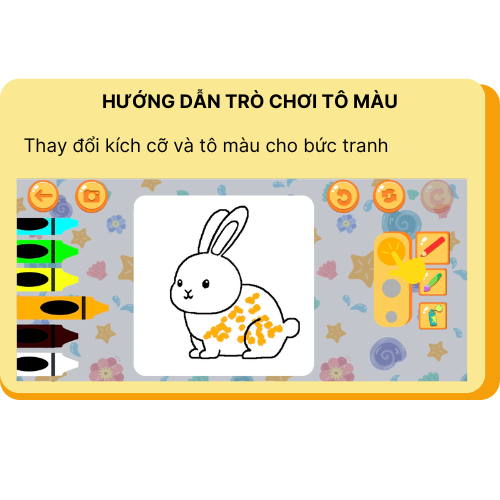 HƯỚNG DẪN TRÒ CHƠI TÔ MÀU
Thay đổi kích cỡ và tô màu cho bức tranh